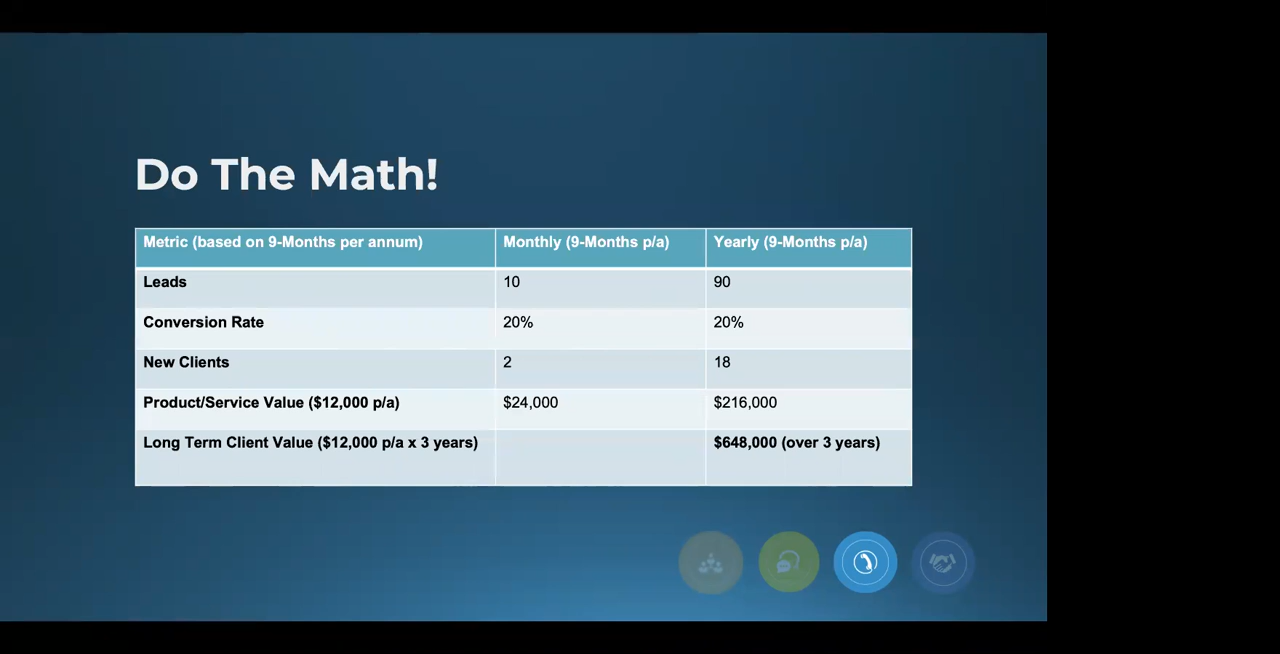 Do The Math!
Metric (based on 9-Months per annum) Monthly (9-Months p/a) Yearly (9-Months p/a)
Leads 10 90
Conversion Rate 20% 20%
New Clients 2 18
Product/Service Value ($12,000 p/a) $24,000 $216,000
Long Term Client Value ($12,000 p/a x 3 years) $648,000 (over 3 years)